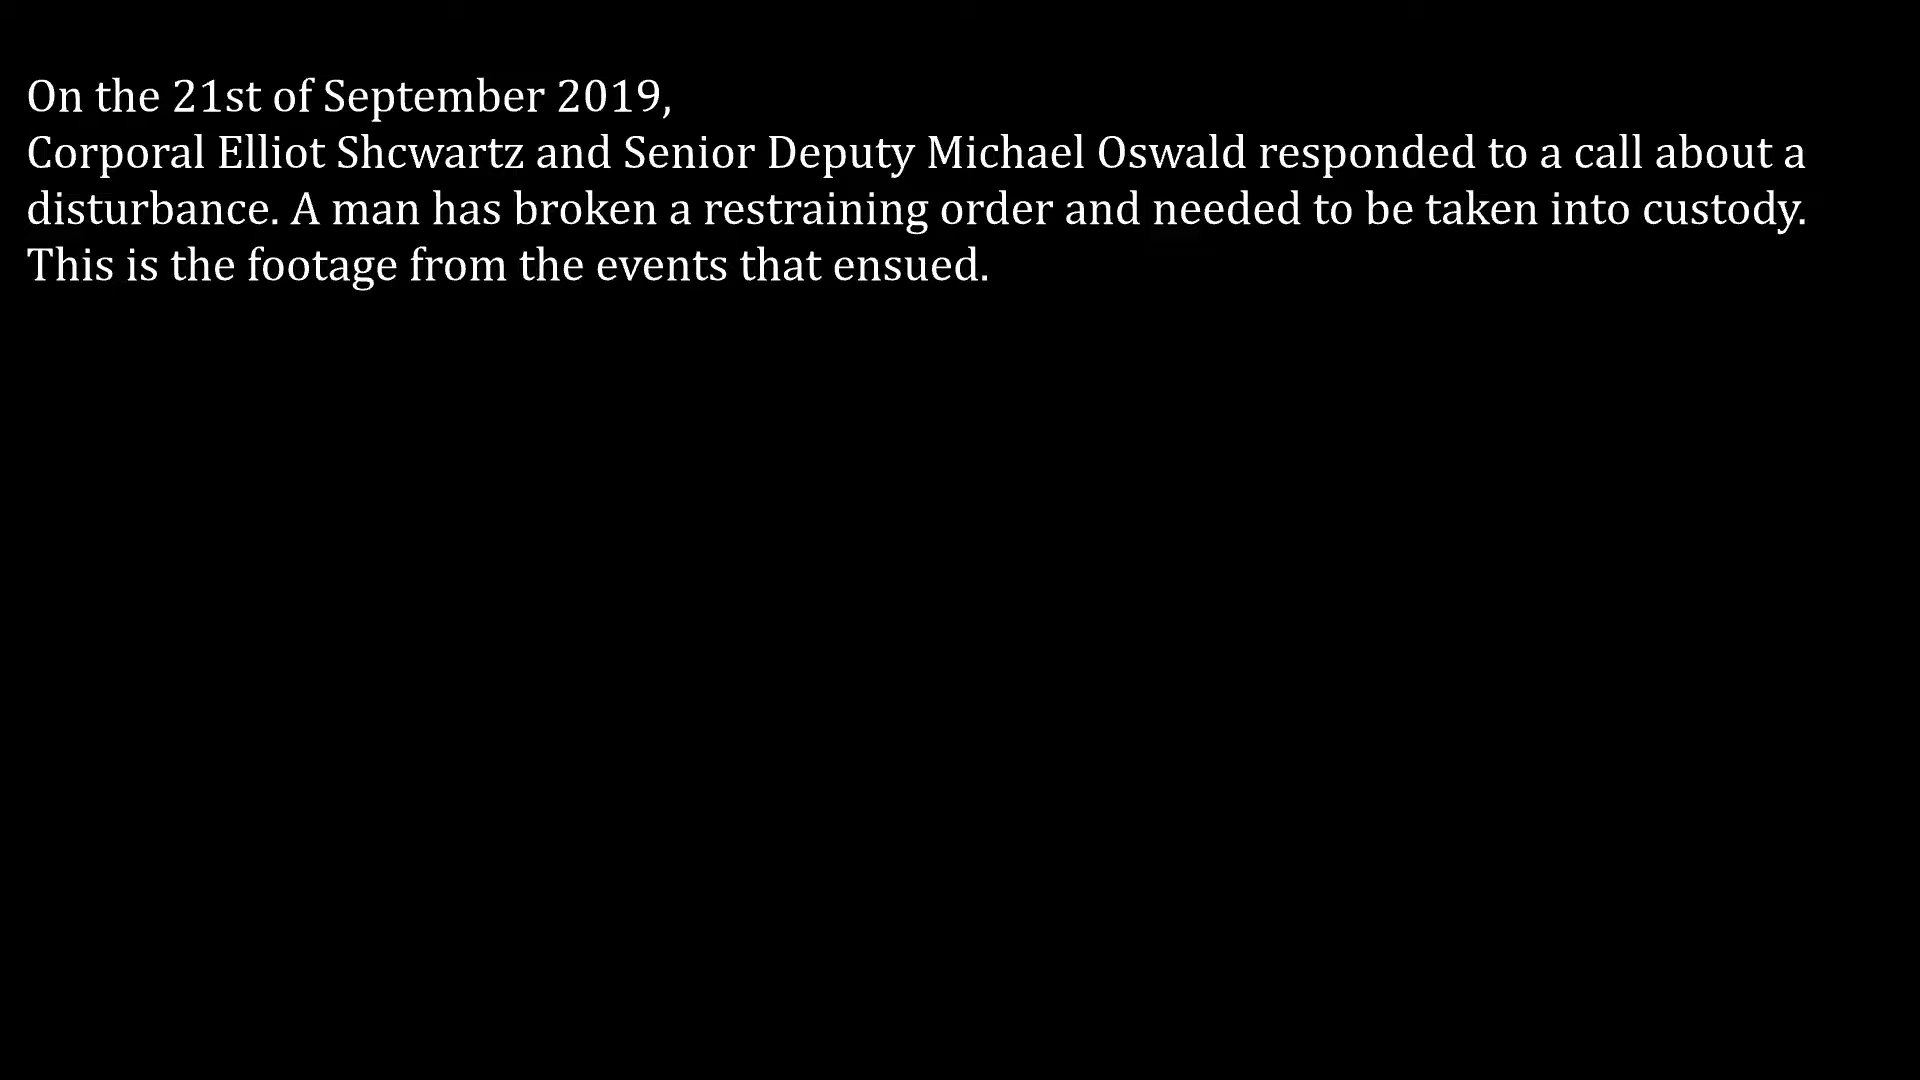 On the 21st of September 2019,
Corporal Elliot Shcwartz and Senior Deputy Michael Oswald responded to a call about a
disturbance. A man has broken a restraining order and needed to be taken into custody.
This is the footage from the events that ensued.